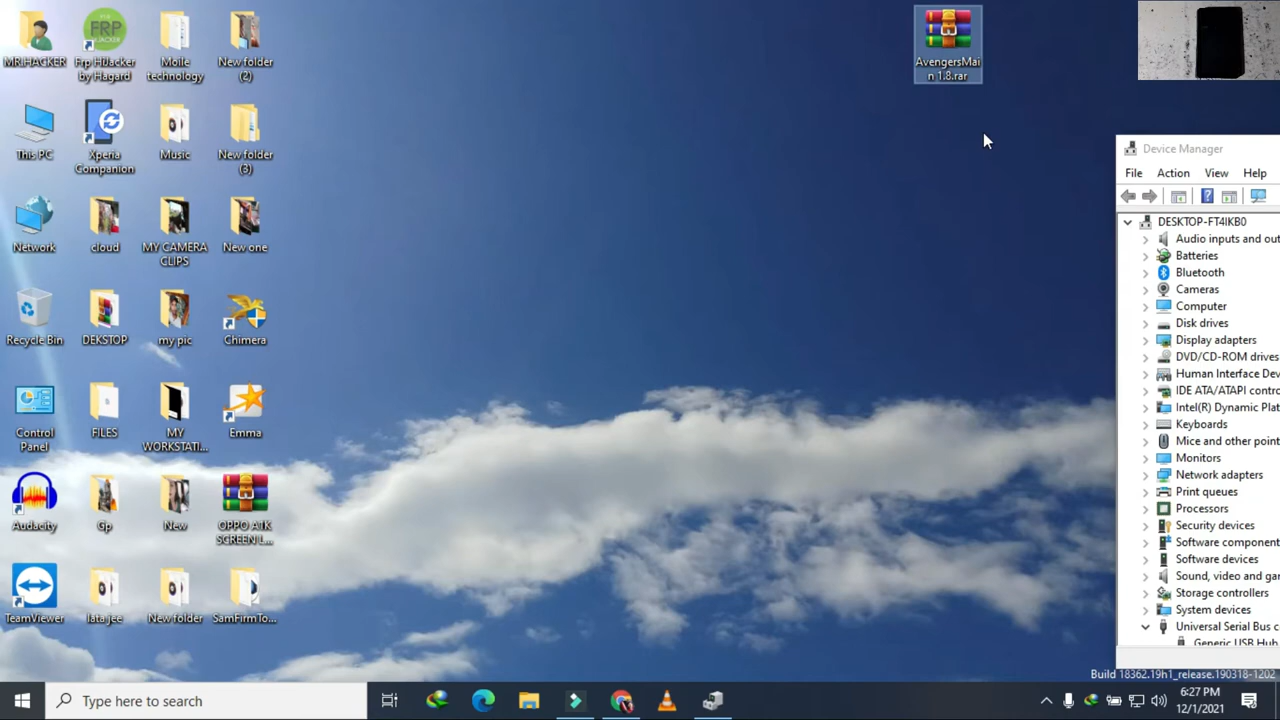 MR.HACKER
Frp HiJacker
by Hagard
Moile
technology
New folder
(2)
This PC
Xperia
Companion
Music
New folder
(3)
Network
cloud
MY CAMERA
CLIPS
New one
Recycle Bin
DEKSTOP
my pic
Chimera
Control
Panel
FILES
MY
WORKSTATI...
Emma
Audacity
Gp
New
OPPO A1K
SCREEN L...
TeamViewer
lata jee
New folder
SamFirmTo...
FRP
AvengersMai
n 1.8.rar
Device Manager
File Action View Help
DESKTOP-FT4IKB0
Audio inputs and out
Batteries
Bluetooth
Cameras
Computer
Disk drives
Display adapters
DVD/CD-ROM drives
Human Interface Dev
IDE ATA/ATAPI contro
Intel(R) Dynamic Plat
Keyboards
Mice and other point
Monitors
Network adapters
Print queues
Processors
Security devices
Software component
Software devices
Sound, video and gam
Storage controllers
System devices
Universal Serial Bus c
Generic USB Hub
Build 18362.19h1_release.190318-1202
Type here to search
6:27 PM
12/1/2021